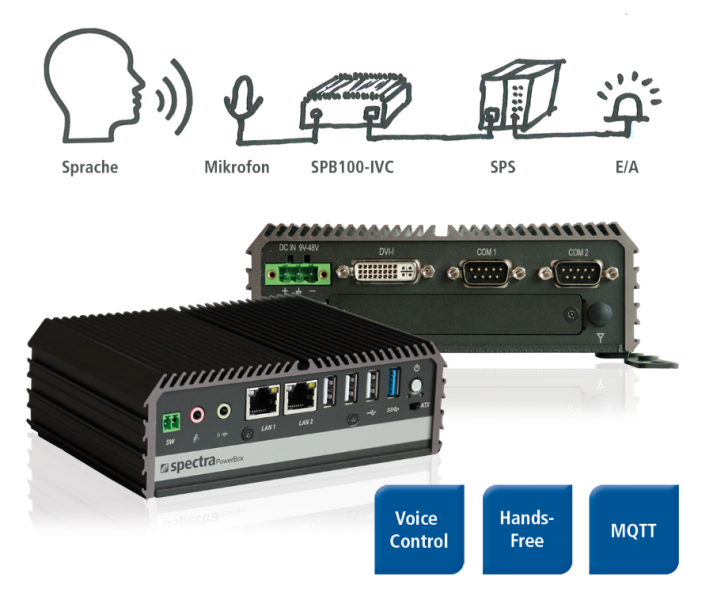 Sprache
Mikrofon
SPB100-IVC
SPS
E/A
DC IN 9V-48V
DVI-I
COM 1
COM 2
+ -
SW
LAN 1
LAN 2
SS
ATX
spectra PowerBox
Voice
Control
Hands-
Free
MQTT